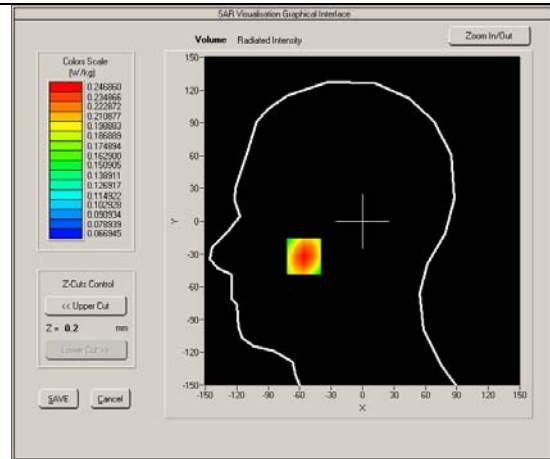 SAR Visualisation Graphical Interface
Volume Radiated Intensity
Zoom In/Out
Colors Scale
(W/kg)
0.246860
0.234866
0.222872
0.210877
0.198883
0.186889
0.174894
0.162900
0.150905
0.138911
0.126917
0.114922
0.102928
0.090934
0.078939
0.066945
Z-Cuts Control
<< Upper Cut
Z = 0.2 mm
Lower Cut >>
SAVE Cancel
150
120
90
60
30
Y 0
-30
-60
-90
-120
-150
-150 -120 -90 -60 -30 0 30 60 90 120 150
X